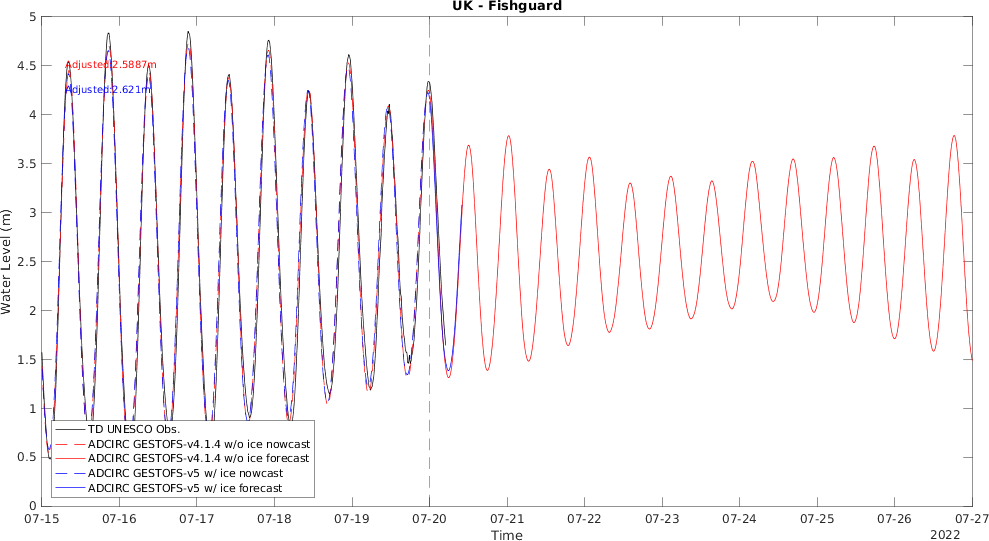 UK - Fishguard
5
4.5
4
3.5
3
2.5
2
1.5
1
0.5
0
Water Level (m)
Adjusted:2.5887m
Adjusted:2.621m
TD UNESCO Obs.
ADCIRC GESTOFS-v4.1.4 w/o ice nowcast
ADCIRC GESTOFS-v4.1.4 w/o ice forecast
ADCIRC GESTOFS-v5 w/ ice nowcast
ADCIRC GESTOFS-v5 w/ ice forecast
07-15 07-16 07-17 07-18 07-19 07-20 07-21 07-22 07-23 07-24 07-25 07-26 07-27
Time
2022